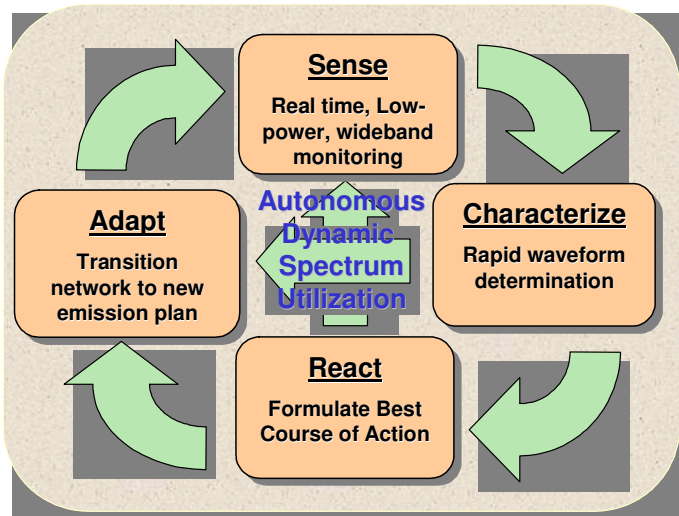 Sense
Real time, Low-
power, wideband
monitoring
Adapt
Transition
network to new
emission plan
Autonomous
Dynamic
Spectrum
Utilization
Characterize
Rapid waveform
determination
React
Formulate Best
Course of Action